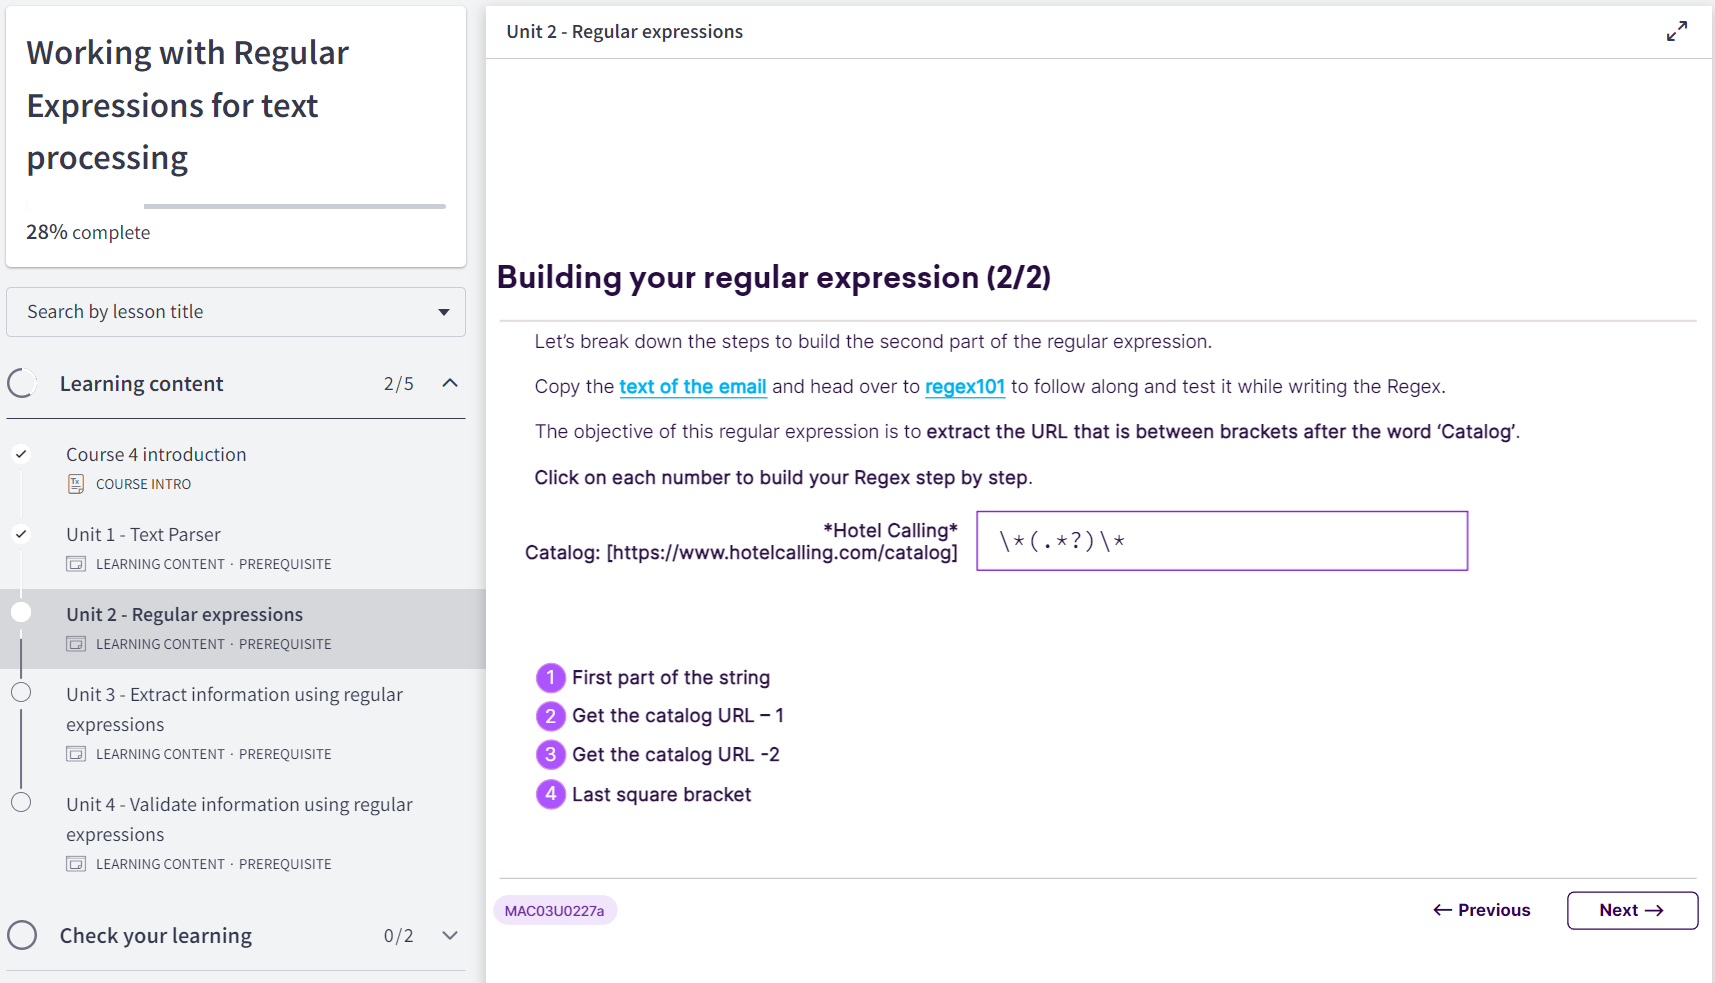 Working with Regular
Expressions for text
processing
28% complete
Search by lesson title
Learning content 2/5
Course 4 introduction
COURSE INTRO
Unit 1 - Text Parser
LEARNING CONTENT · PREREQUISITE
Unit 2 - Regular expressions
LEARNING CONTENT · PREREQUISITE
Unit 3 - Extract information using regular
expressions
LEARNING CONTENT · PREREQUISITE
Unit 4 - Validate information using regular
expressions
LEARNING CONTENT · PREREQUISITE
Check your learning 0/2
Unit 2 - Regular expressions
Building your regular expression (2/2)
Let's break down the steps to build the second part of the regular expression.
Copy the text of the email and head over to regex101 to follow along and test it while writing the Regex.
The objective of this regular expression is to extract the URL that is between brackets after the word ‘Catalog’.
Click on each number to build your Regex step by step.
*Hotel Calling*
Catalog: [https://www.hotelcalling.com/catalog]
\*(.*?)\*
1 First part of the string
2 Get the catalog URL – 1
3 Get the catalog URL -2
4 Last square bracket
MAC03U0227a
← Previous
Next →